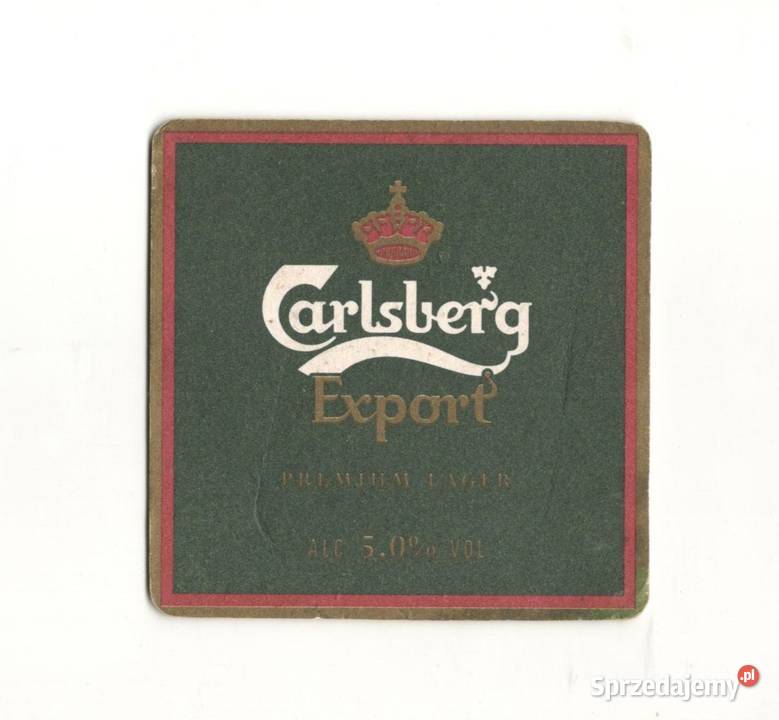 Carlsberg
Export
PREMIUM LAGER
ALC 5.0% VOL
Sprzedajemy.pl